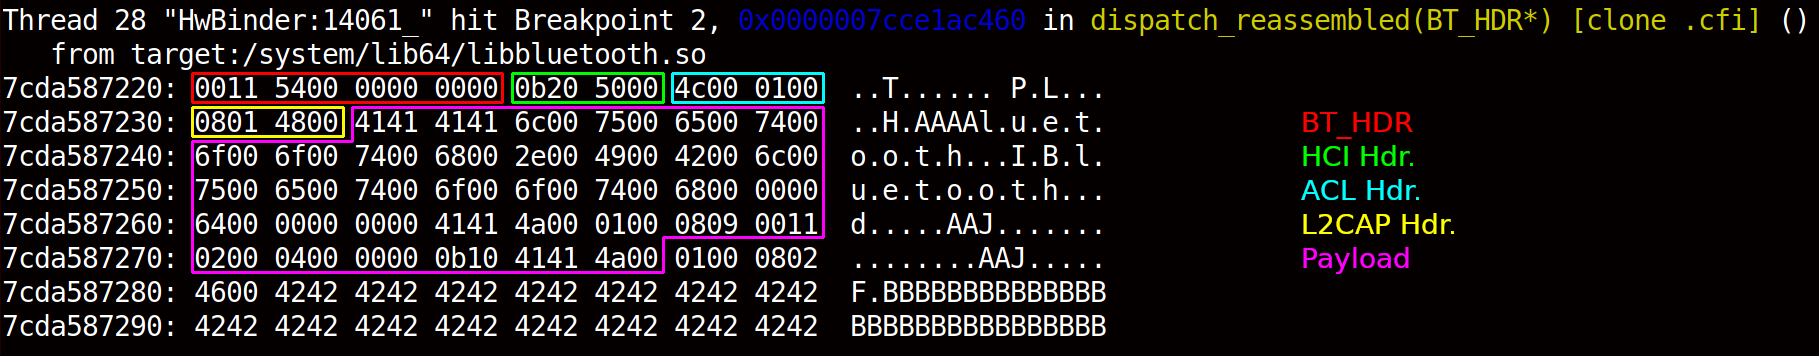 Thread 28 "HwBinder:14061_" hit Breakpoint 2, 0x0000007cce1ac460 in dispatch_reassembled(BT_HDR*) [clone .cfi] ()
from target:/system/lib64/libbluetooth.so
7cda587220: 0011 5400 0000 0000 0b20 5000 4c00 0100 ..T...... P.L...
7cda587230: 0801 4800 4141 4141 6c00 7500 6500 7400 ..H.AAAAl.u.e.t. BT_HDR
7cda587240: 6f00 6f00 7400 6800 2e00 4900 4200 6c00 o.o.t.h...I.B.l. HCI Hdr.
7cda587250: 7500 6500 7400 6f00 6f00 7400 6800 0000 u.e.t.o.o.t.h... ACL Hdr.
7cda587260: 6400 0000 0000 4141 4a00 0100 0809 0011 d.....AAJ....... L2CAP Hdr.
7cda587270: 0200 0400 0000 0b10 4141 4a00 0100 0802 ........AAJ..... Payload
7cda587280: 4600 4242 4242 4242 4242 4242 4242 4242 F.BBBBBBBBBBBBBB
7cda587290: 4242 4242 4242 4242 4242 4242 4242 4242 BBBBBBBBBBBBBBBB